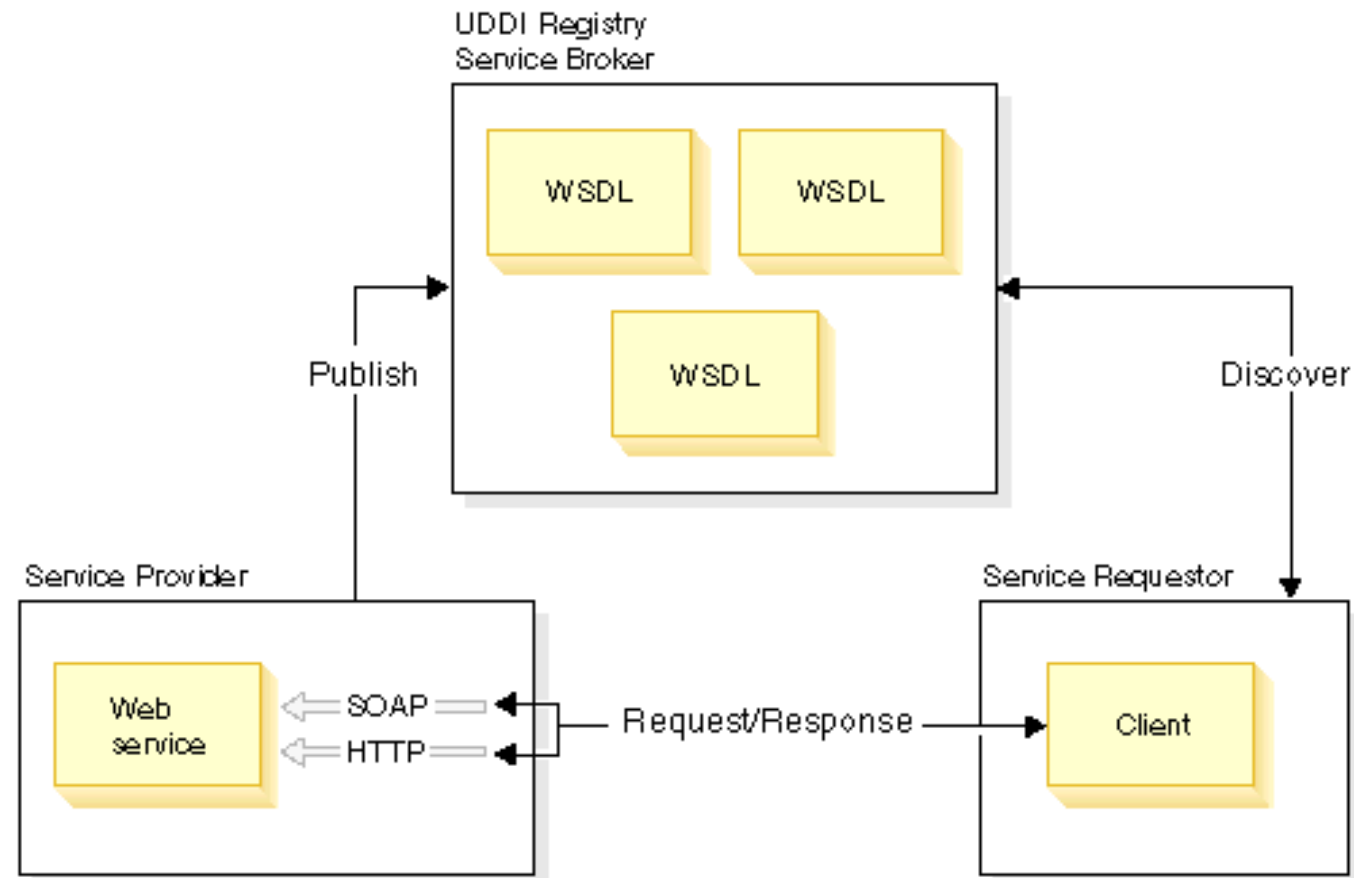 UDDI Registry
Service Broker
WSDL
WSDL
WSDL
Publish
Discover
Service Provider
Service Requestor
Web
service
SOAP
HTTP
Request/Response
Client